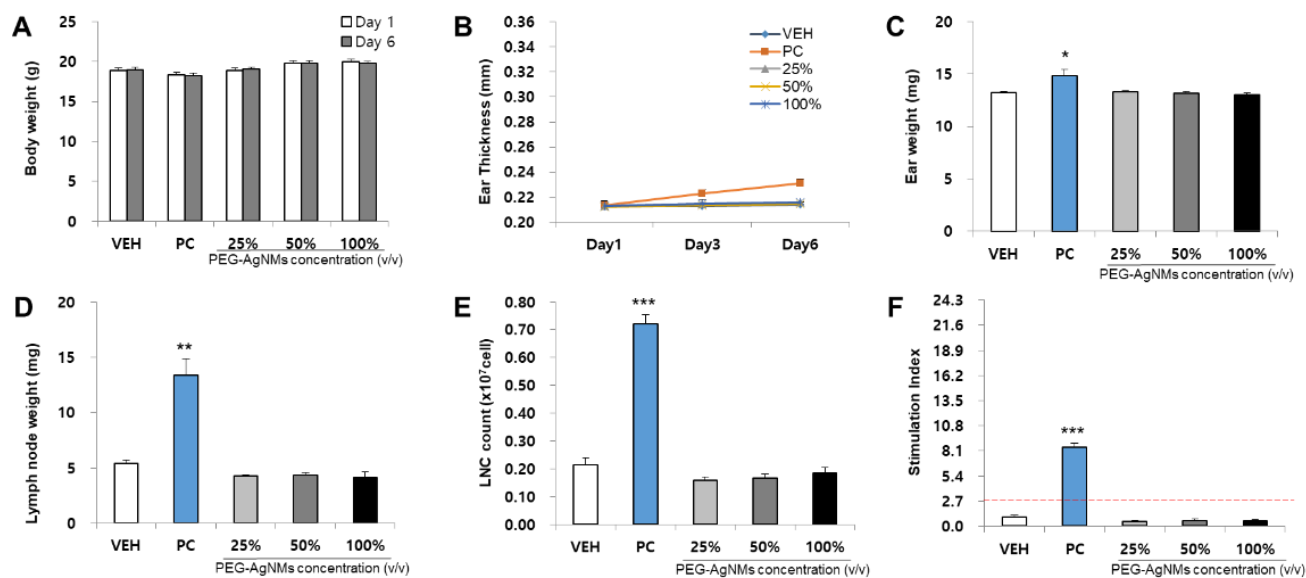 A
Body weight (g)
25
20
15
10
5
0
Day 1
Day 6
VEH PC 25% 50% 100%
PEG-AgNMs concentration (v/v)
B
Ear Thickness (mm)
0.36
0.34
0.32
0.30
0.28
0.26
0.24
0.22
0.20
VEH
PC
25%
50%
100%
Day1 Day3 Day6
C
Ear weight (mg)
20
15
10
5
0
*
VEH PC 25% 50% 100%
PEG-AgNMs concentration (v/v)
D
Lymph node weight (mg)
20
15
10
5
0
**
VEH PC 25% 50% 100%
PEG-AgNMs concentration (v/v)
E
LNC count (x10⁷cell)
0.80
0.70
0.60
0.50
0.40
0.30
0.20
0.10
0.00
***
VEH PC 25% 50% 100%
PEG-AgNMs concentration (v/v)
F
Stimulation Index
24.3
21.6
18.9
16.2
13.5
10.8
8.1
5.4
2.7
0.0
***
VEH PC 25% 50% 100%
PEG-AgNMs concentration (v/v)